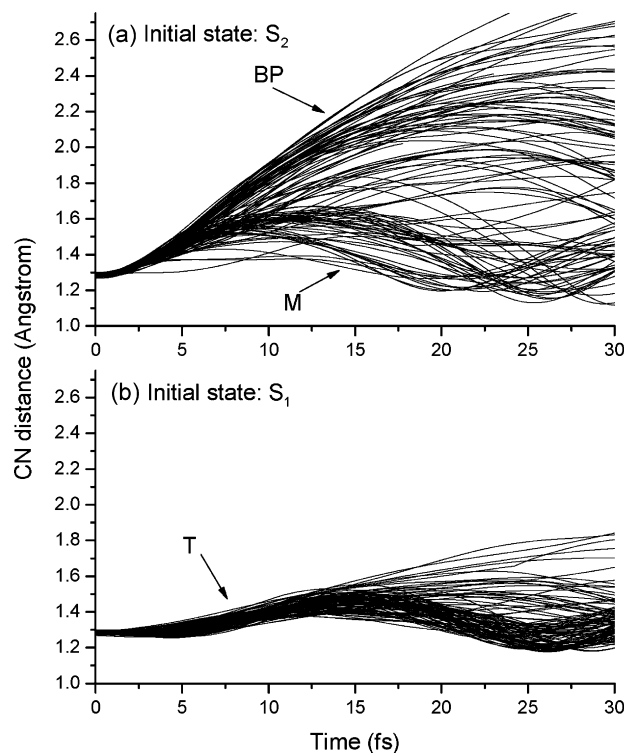 (a) Initial state: S₂
BP
M
2.6
2.4
2.2
2.0
1.8
1.6
1.4
1.2
1.0
0 5 10 15 20 25 30
CN distance (Angstrom)
(b) Initial state: S₁
T
2.6
2.4
2.2
2.0
1.8
1.6
1.4
1.2
1.0
0 5 10 15 20 25 30
Time (fs)